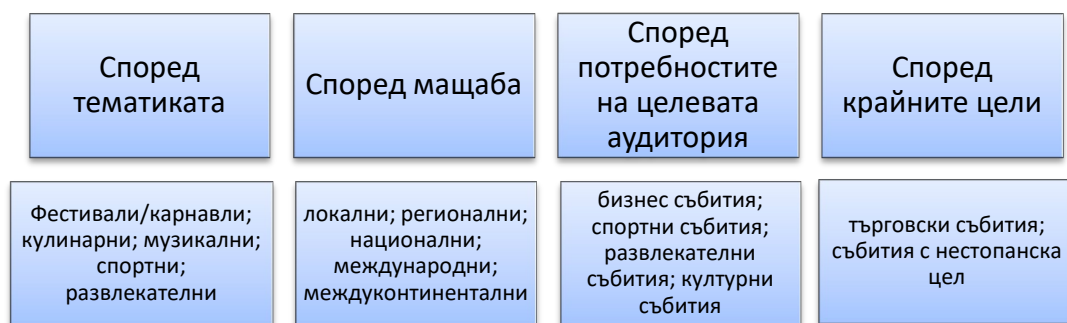 Според
тематиката
Според мащаба
Според
потребностите
на целевата
аудитория
Според
крайните цели
Фестивали/карнавли;
кулинарни; музикални;
спортни;
развлекателни
локални; регионални;
национални;
международни;
междуконтинентални
бизнес събития;
спортни събития;
развлекателни
събития; културни
събития
търговски събития;
събития с нестопанска
цел